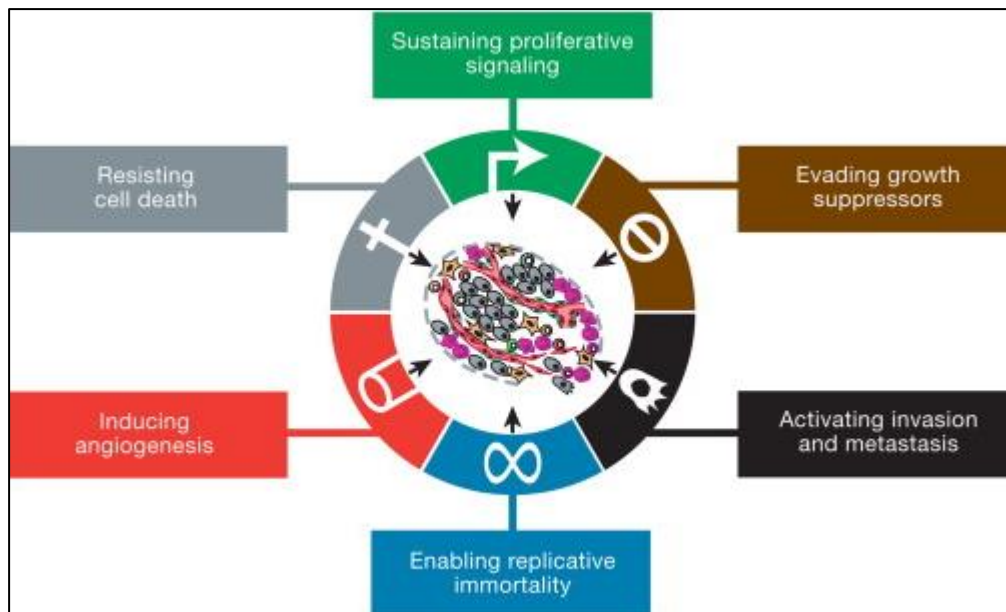 Sustaining proliferative
signaling
Resisting
cell death
Evading growth
suppressors
Inducing
angiogenesis
Activating invasion
and metastasis
Enabling replicative
immortality